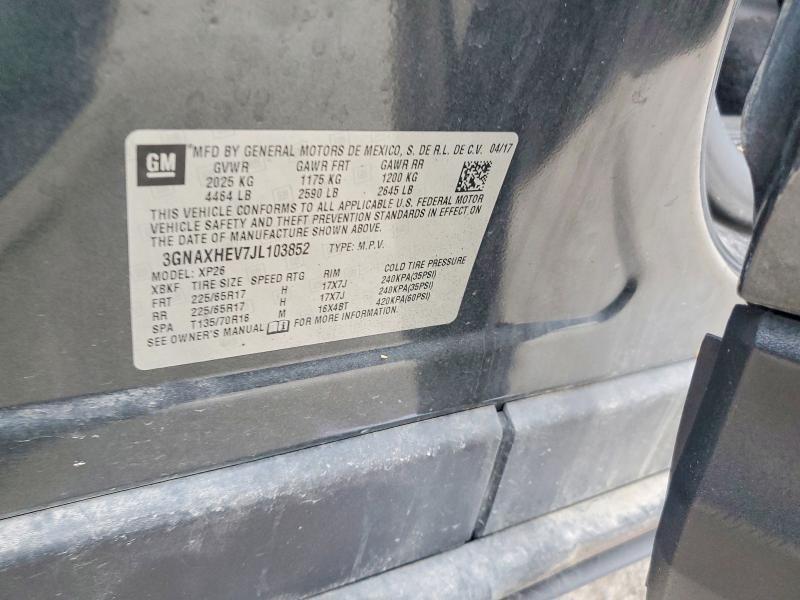 GM
MFD BY GENERAL MOTORS DE MEXICO, S. DE R.L. DE C.V. 04/17
GVWR GAWR FRT GAWR RR
2025 KG 1175 KG 1200 KG
4464 LB 2590 LB 2645 LB
THIS VEHICLE CONFORMS TO ALL APPLICABLE U.S. FEDERAL MOTOR
VEHICLE SAFETY AND THEFT PREVENTION STANDARDS IN EFFECT ON
THE DATE OF MANUFACTURE SHOWN ABOVE.
3GNAXHEV7JL103852 TYPE: M.P.V.
MODEL: XP26
XBKF TIRE SIZE SPEED RTG RIM COLD TIRE PRESSURE
FRT 225/65R17 H 17X7J 240KPA(35PSI)
RR 225/65R17 H 17X7J 240KPA(35PSI)
SPA T135/70R16 M 16X4BT 420KPA(60PSI)
SEE OWNER'S MANUAL FOR MORE INFORMATION.